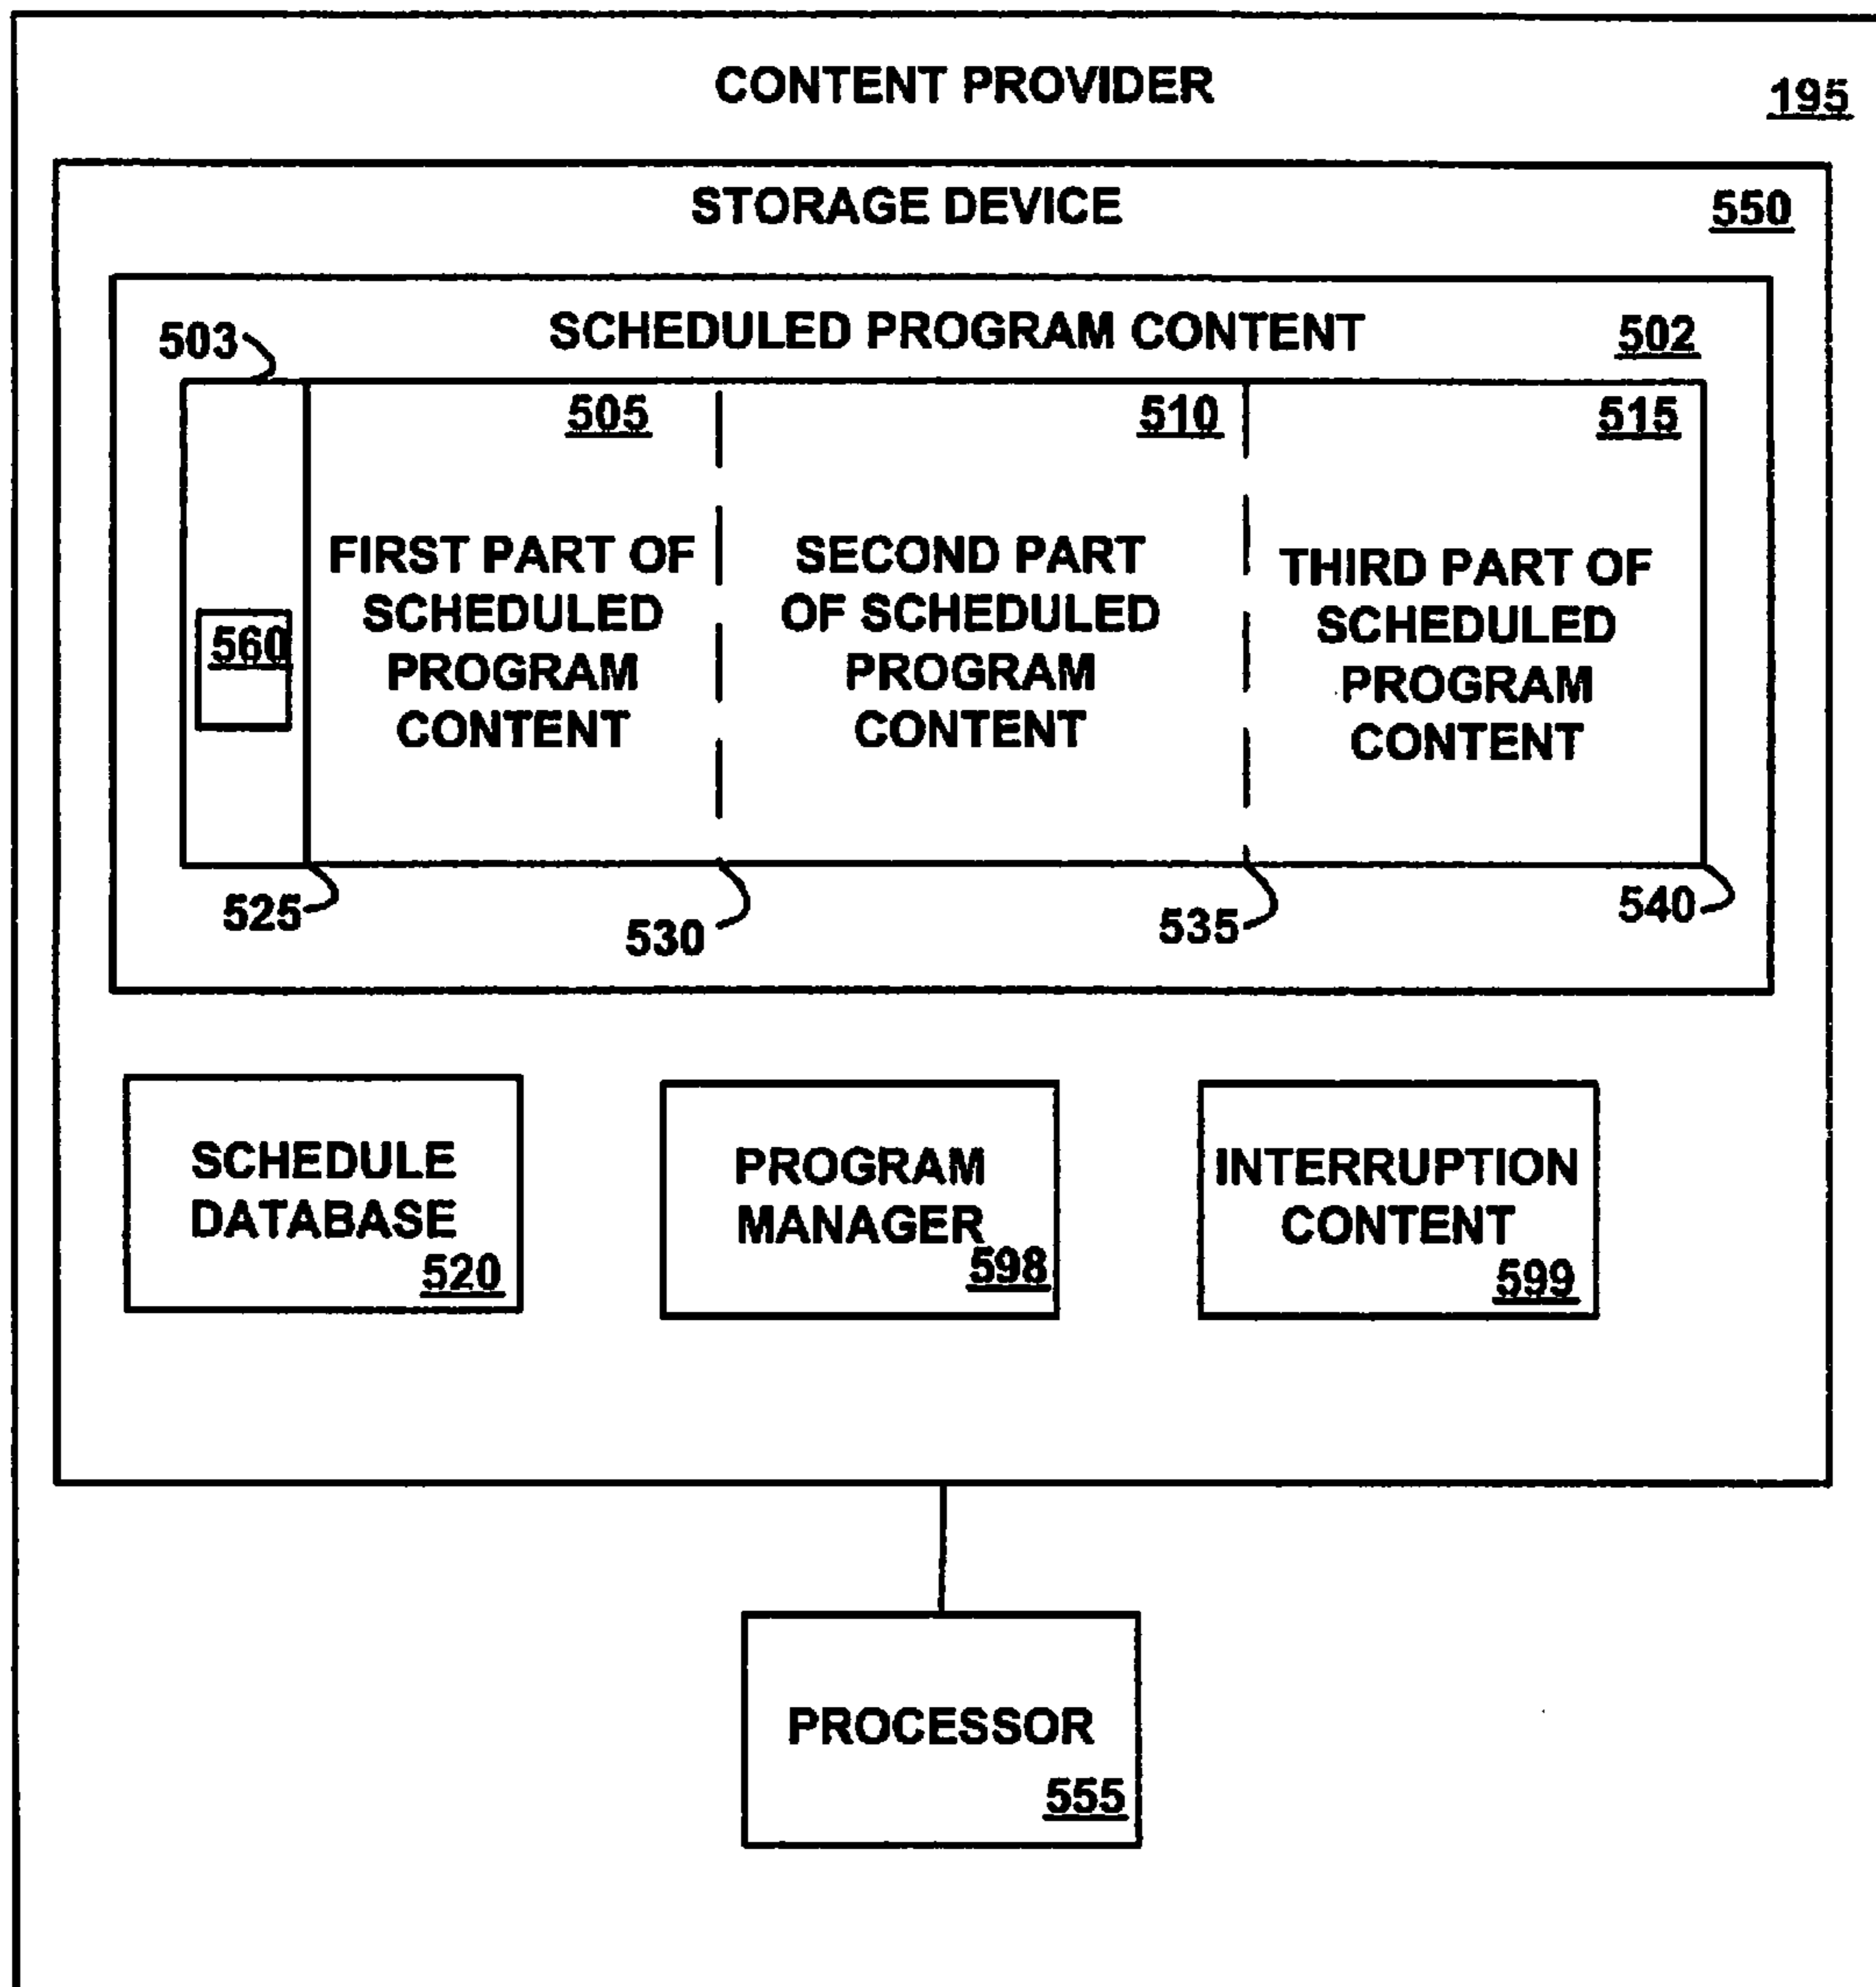 CONTENT PROVIDER
195
STORAGE DEVICE
550
SCHEDULED PROGRAM CONTENT
502
503
505
510
515
FIRST PART OF
SCHEDULED
PROGRAM
CONTENT
SECOND PART
OF SCHEDULED
PROGRAM
CONTENT
THIRD PART OF
SCHEDULED
PROGRAM
CONTENT
560
525
530
535
540
SCHEDULE
DATABASE
520
PROGRAM
MANAGER
598
INTERRUPTION
CONTENT
599
PROCESSOR
555